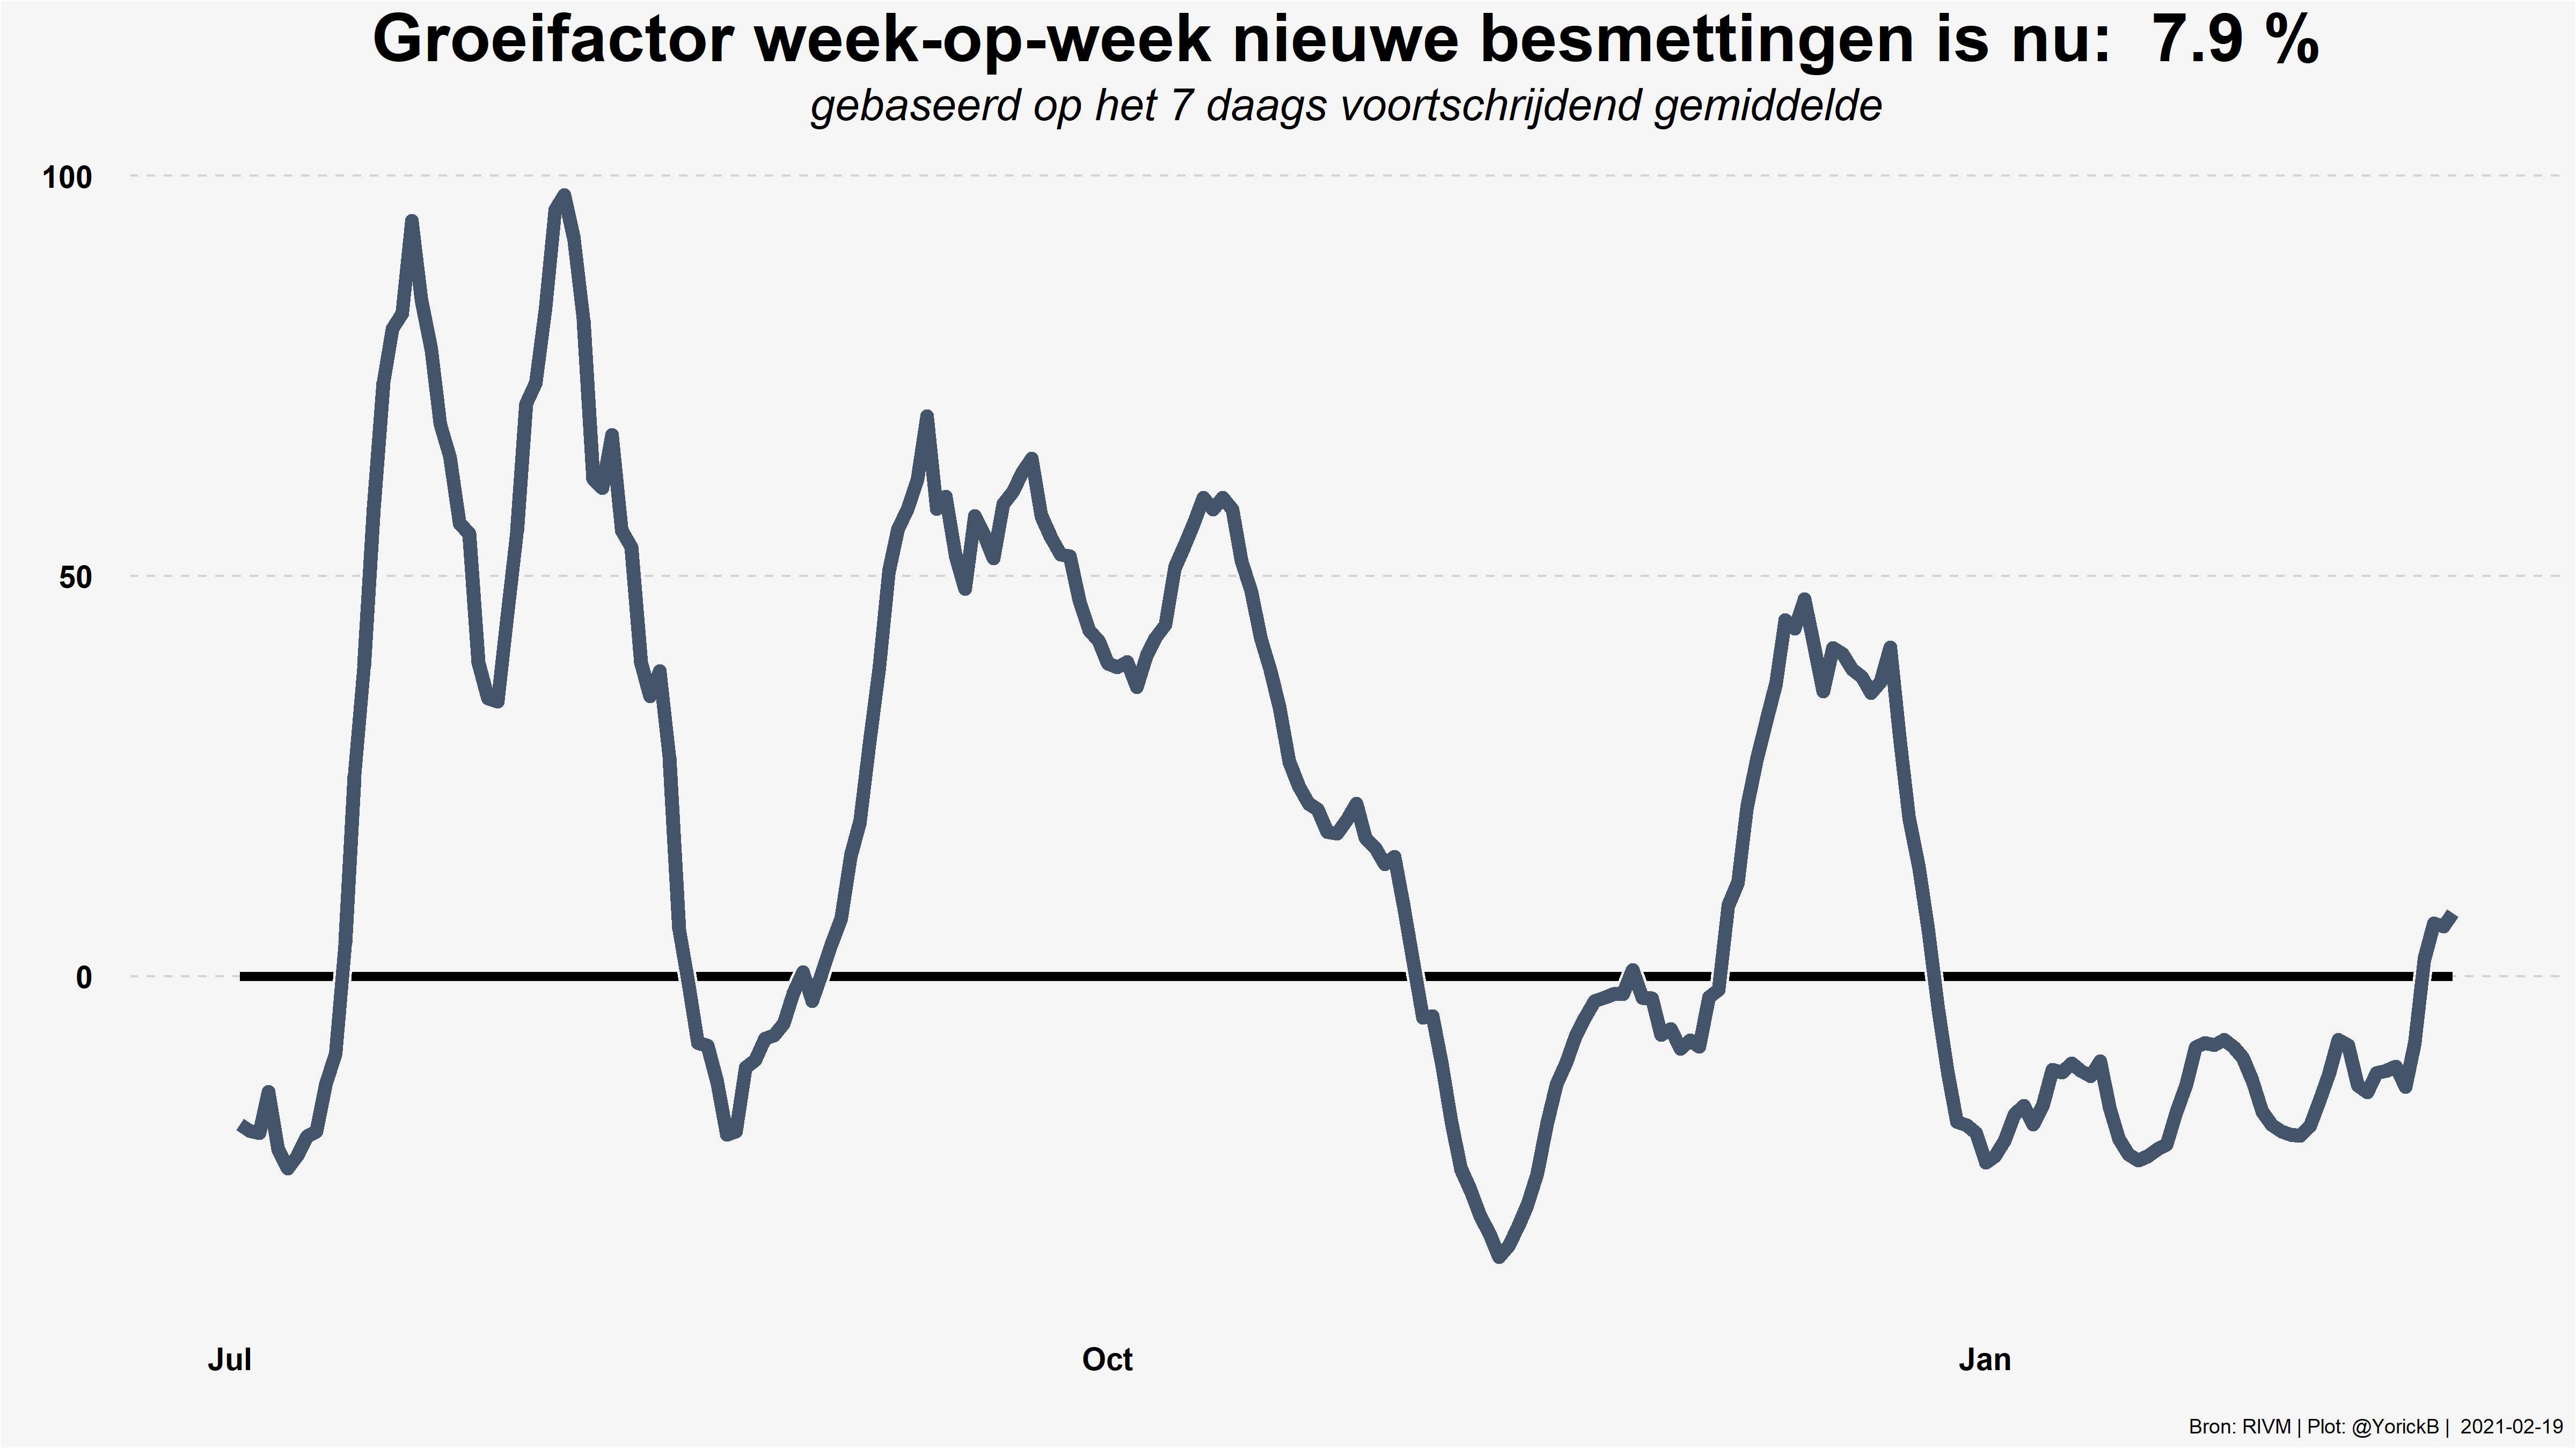 Groeifactor week-op-week nieuwe besmettingen is nu:  7.9 %
gebaseerd op het 7 daags voortschrijdend gemiddelde
100
50
0
Jul Oct Jan
Bron: RIVM | Plot: @YorickB |  2021-02-19